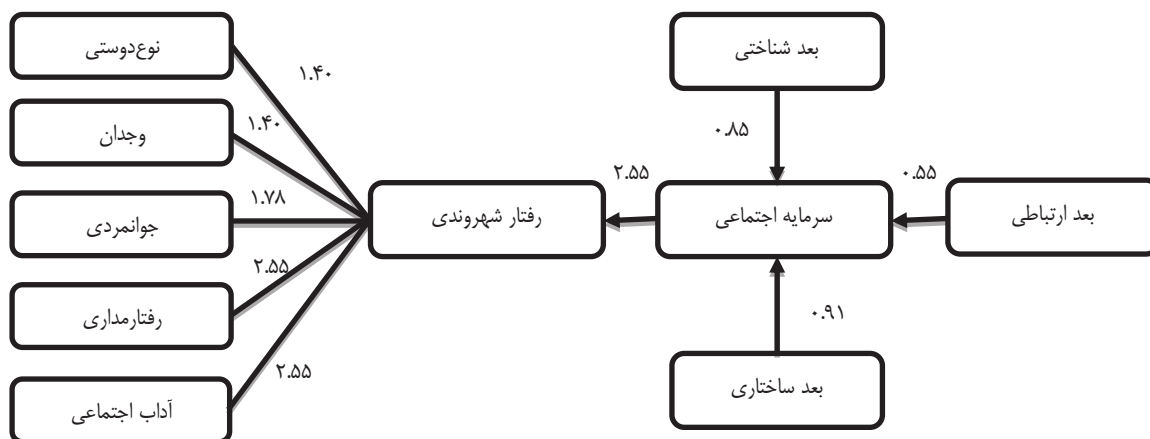 بعد شناختی
نوع‌دوستی
۱.۴۰
۰.۸۵
وجدان
۱.۴۰
۲.۵۵
۰.۵۵
بعد ارتباطی
سرمایه اجتماعی
رفتار شهروندی
۱.۷۸
جوانمردی
۲.۵۵
رفتارمداری
۰.۹۱
۲.۵۵
بعد ساختاری
آداب اجتماعی